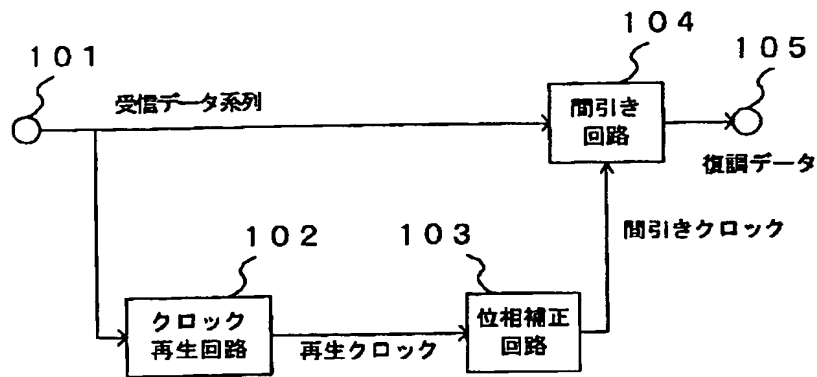 101
受信データ系列
104
間引き
回路
105
復調データ
間引きクロック
102
クロック
再生回路
再生クロック
103
位相補正
回路